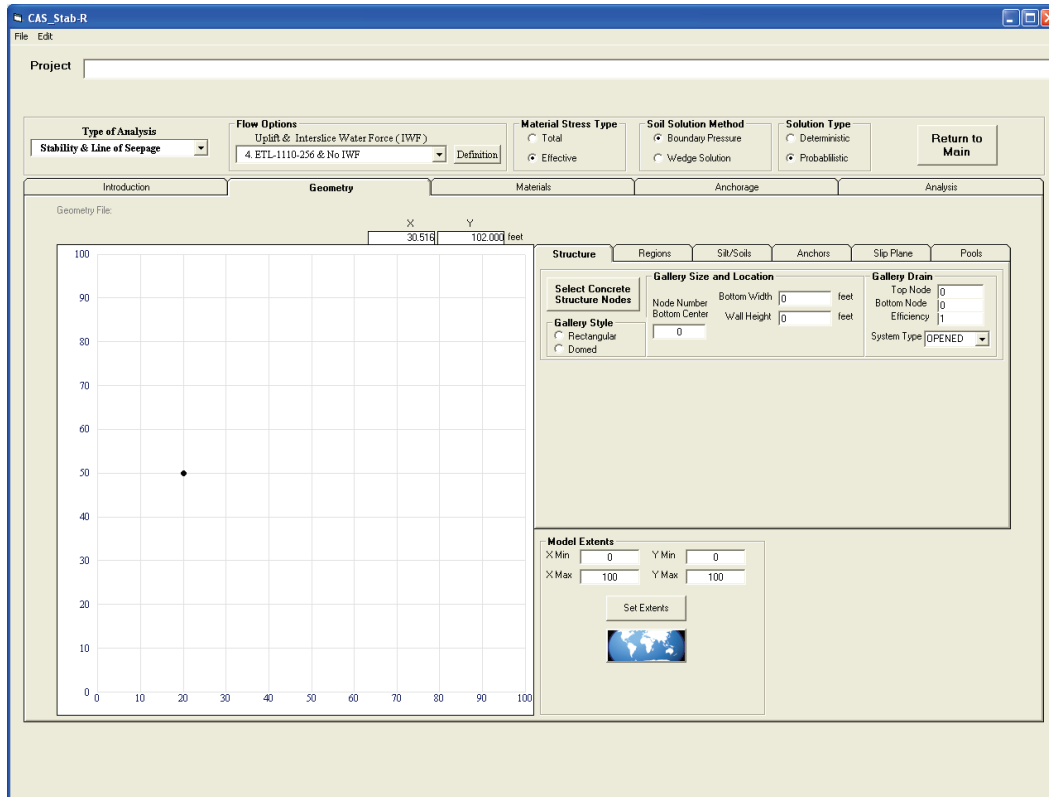 CAS_Stab-R
File Edit
Project
Type of Analysis
Stability & Line of Seepage
Flow Options
Uplift & Interslice Water Force ( IWF )
4. ETL-1110-256 & No IWF
Definition
Material Stress Type
Total
Effective
Soil Solution Method
Boundary Pressure
Wedge Solution
Solution Type
Deterministic
Probablilistic
Return to
Main
Introduction
Geometry
Materials
Anchorage
Analysis
Geometry File:
X Y
30.516 102.000 feet
100
90
80
70
60
50
40
30
20
10
0
0 10 20 30 40 50 60 70 80 90 100
Structure
Regions
Silt/Soils
Anchors
Slip Plane
Pools
Select Concrete
Structure Nodes
Gallery Style
Rectangular
Domed
Gallery Size and Location
Node Number
Bottom Center
0
Bottom Width 0 feet
Wall Height 0 feet
Gallery Drain
Top Node 0
Bottom Node 0
Efficiency 1
System Type OPENED
Model Extents
X Min 0 Y Min 0
X Max 100 Y Max 100
Set Extents